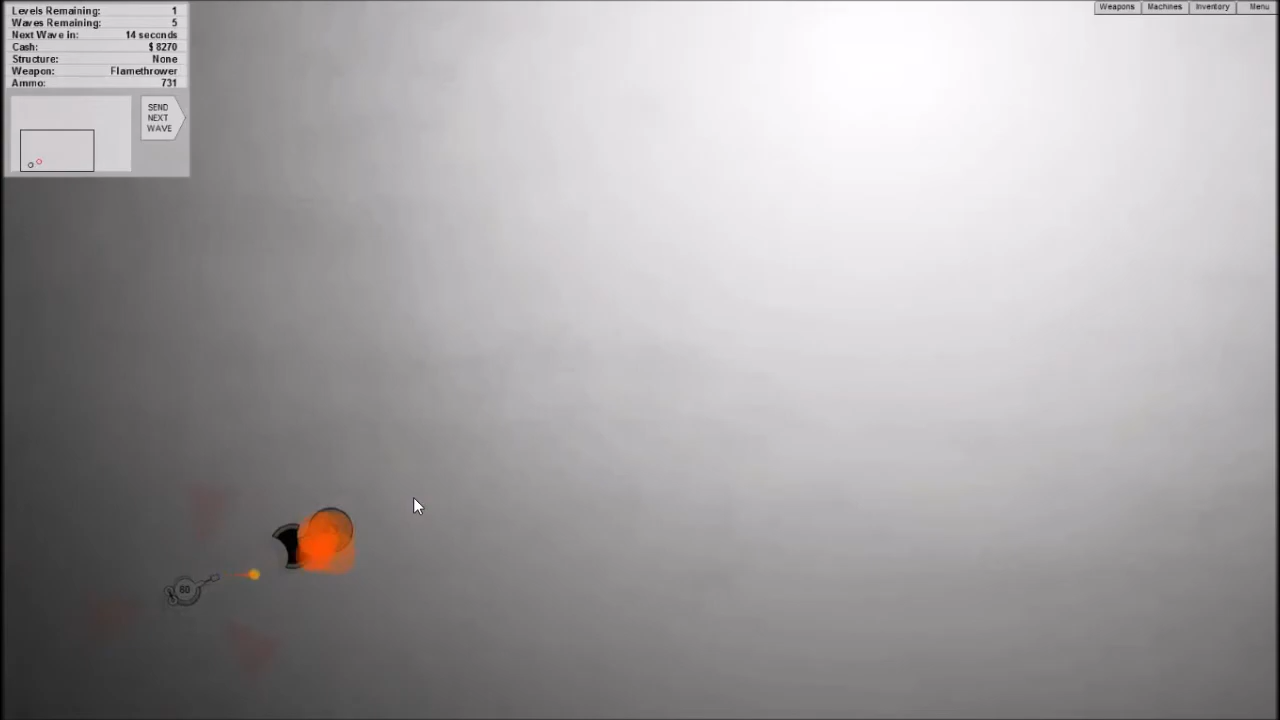 Levels Remaining: 1
Waves Remaining: 5
Next Wave in: 14 seconds
Cash: $ 8270
Structure: None
Weapon: Flamethrower
Ammo: 731
SEND
NEXT
WAVE
Weapons Machines Inventory Menu
60